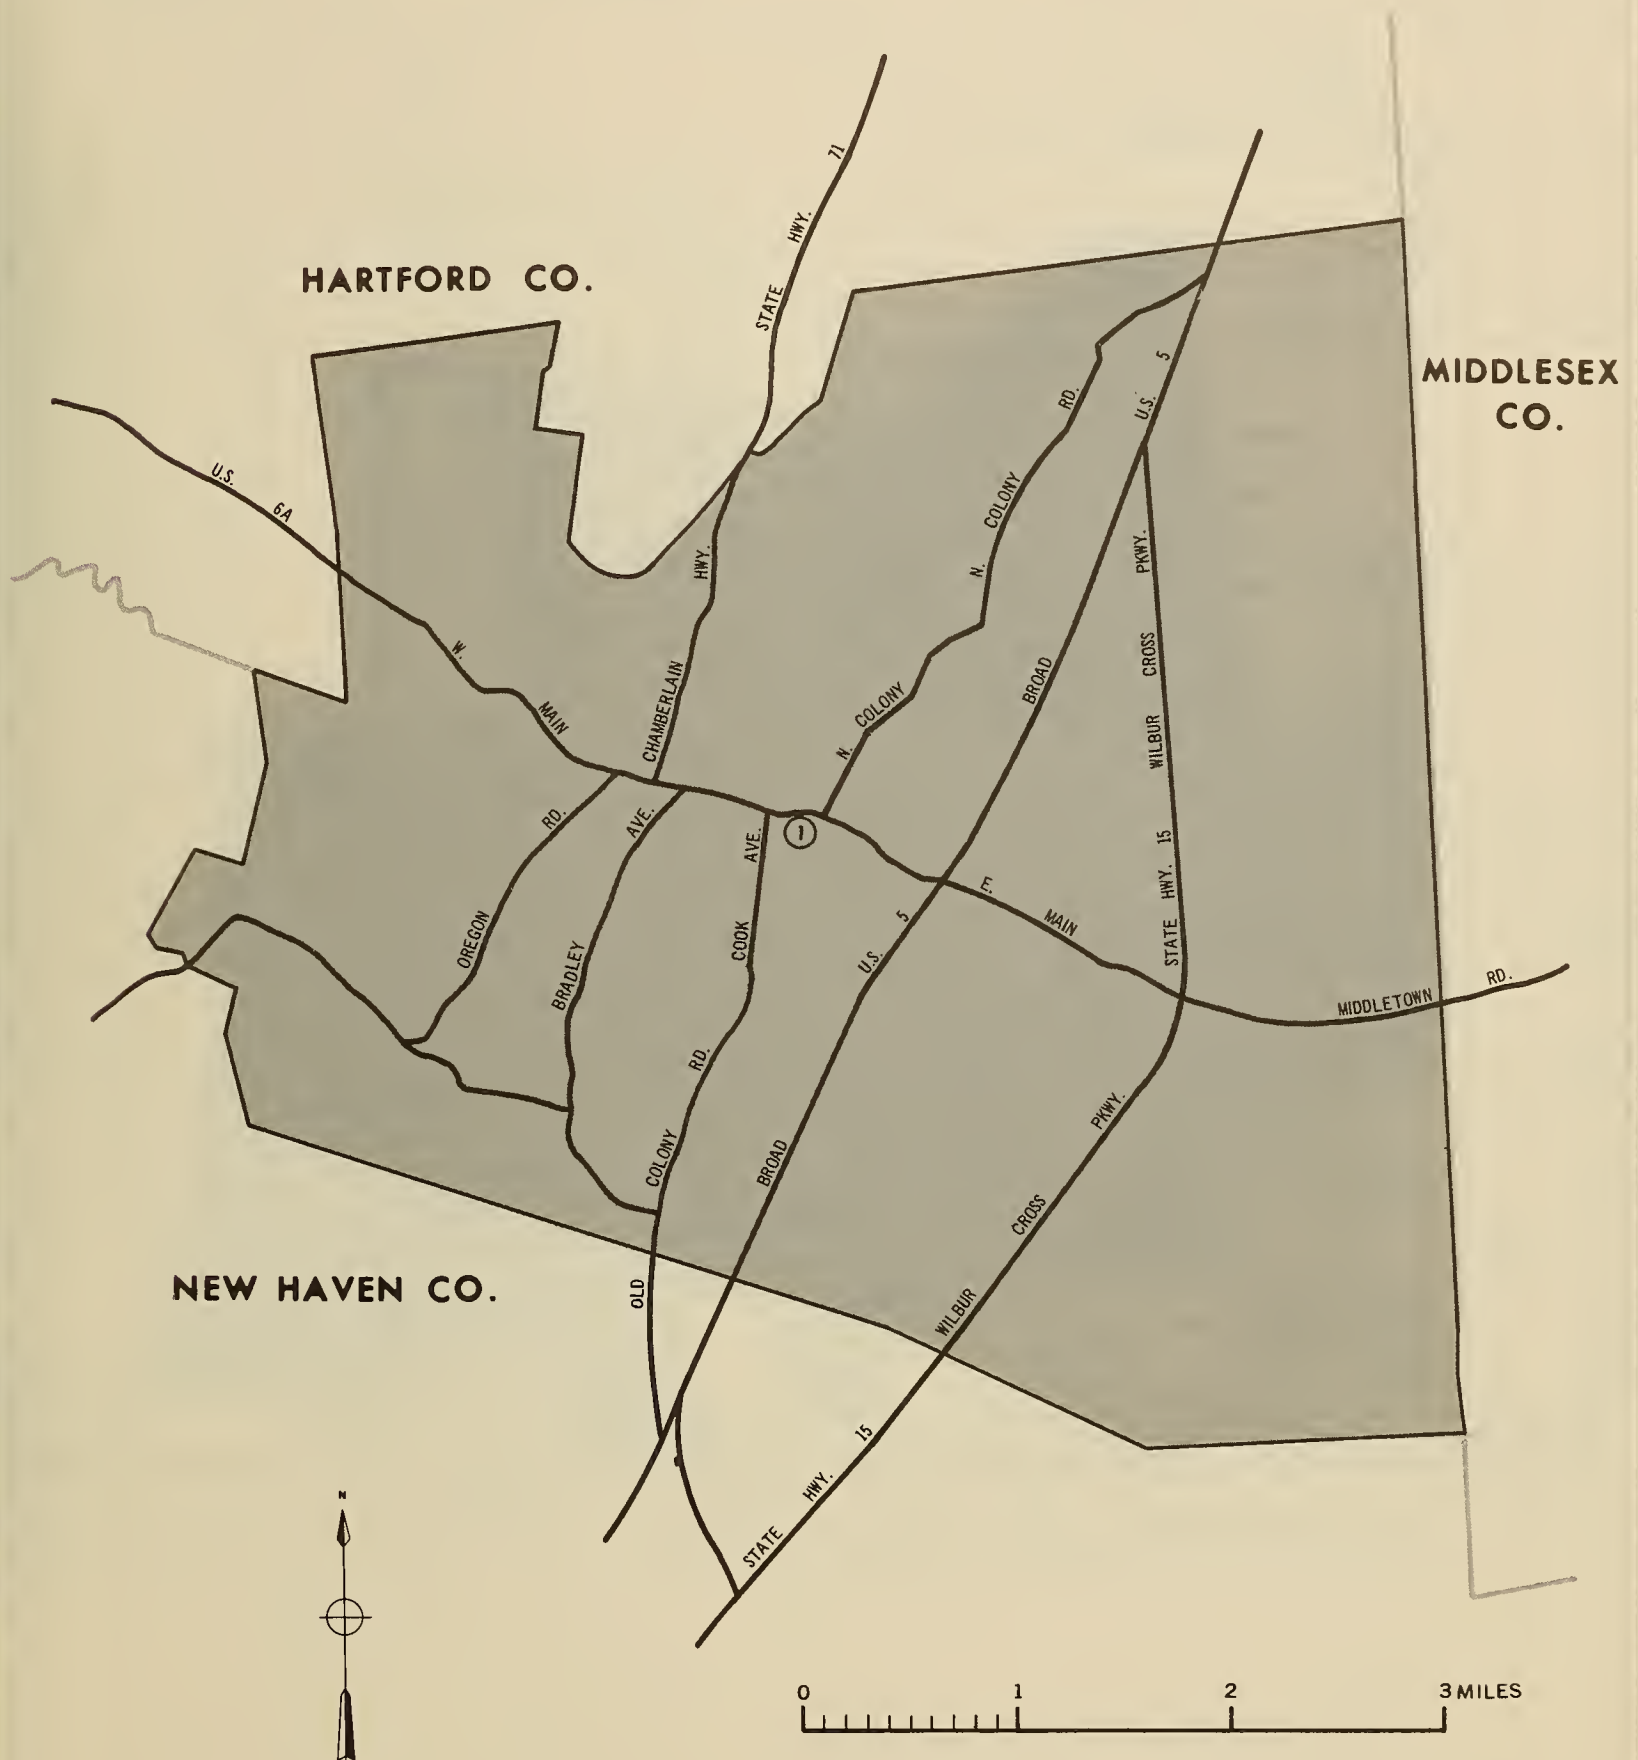 STATE HWY. 71
HARTFORD CO.
MIDDLESEX
CO.
U.S. 5
N. COLONY RD.
U.S. 6A
W. MAIN
CHAMBERLAIN HWY.
N. COLONY
BROAD
WILBUR CROSS PKWY.
STATE HWY. 15
OREGON RD.
BRADLEY AVE.
COOK AVE.
1
E. MAIN
U.S. 5
MIDDLETOWN RD.
OLD COLONY RD.
BROAD
STATE HWY. 15 WILBUR CROSS PKWY.
NEW HAVEN CO.
N
0 1 2 3 MILES